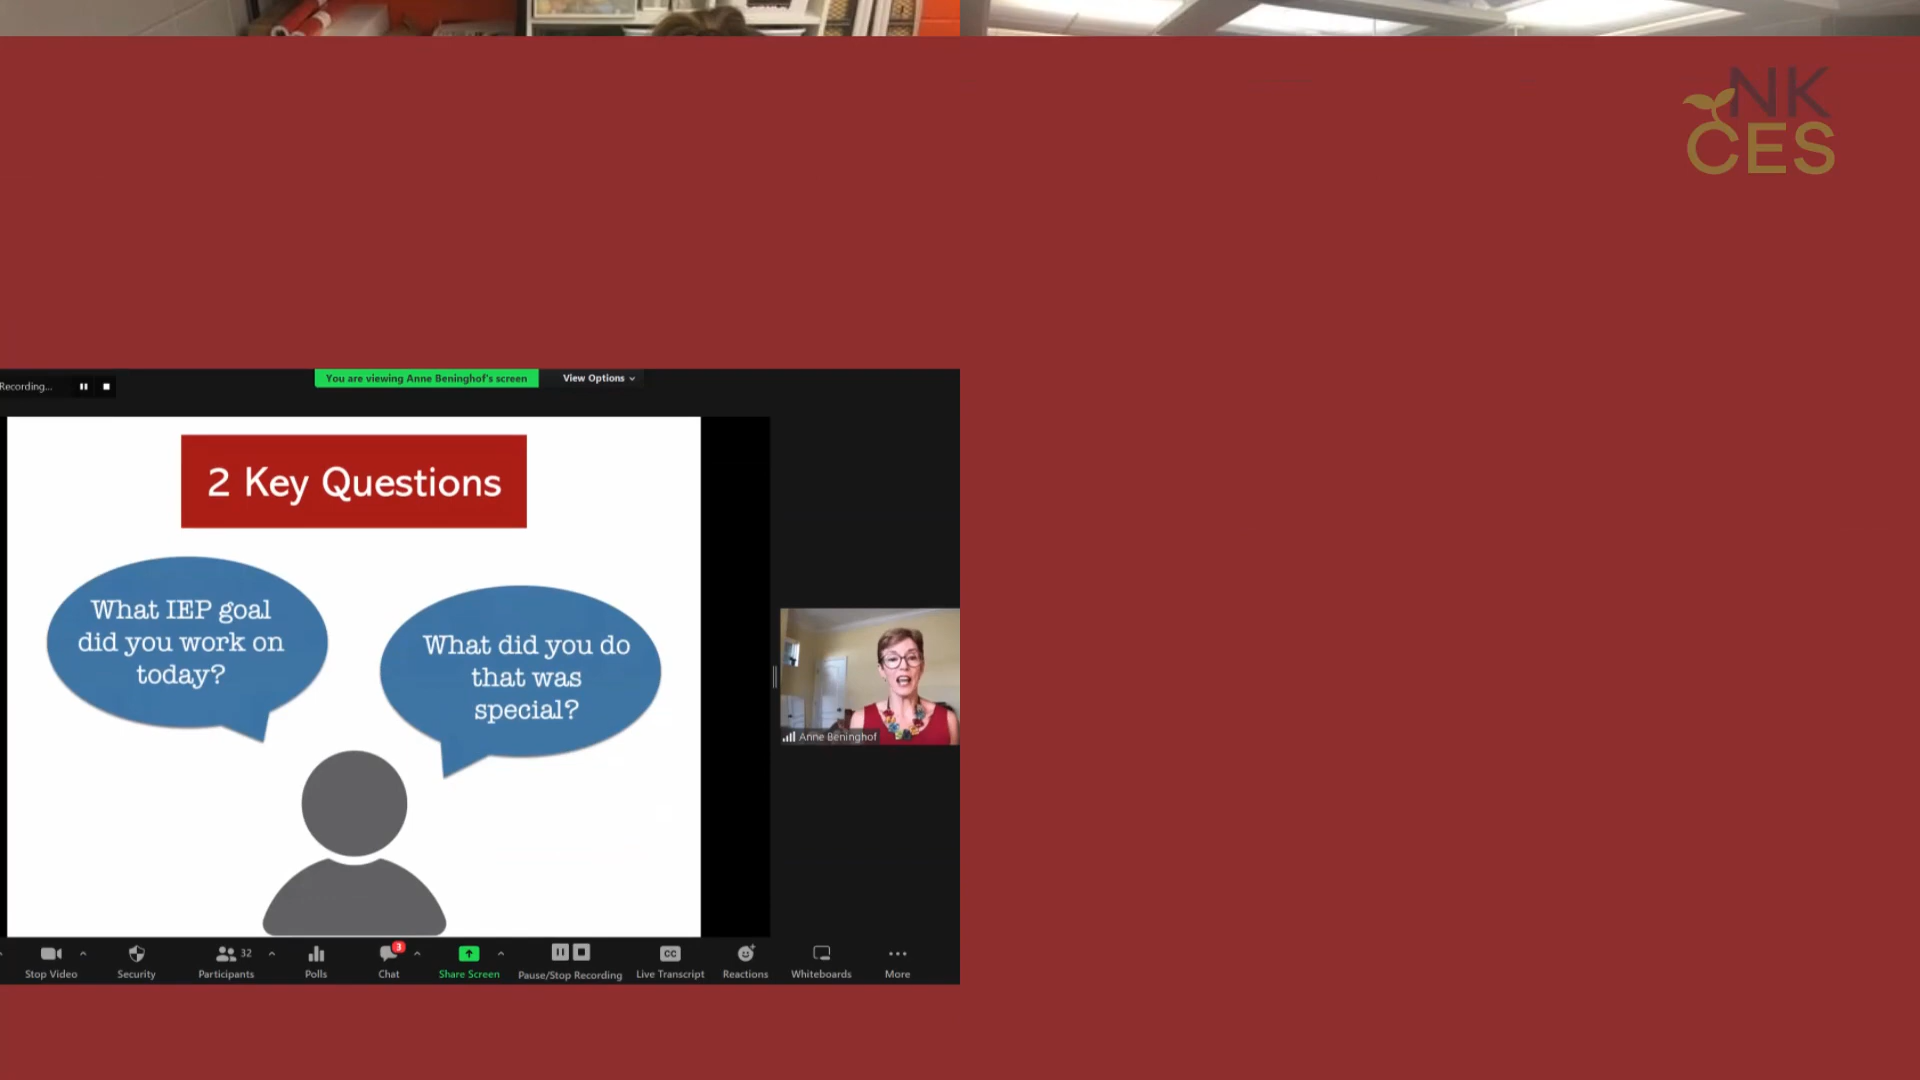 NK
CES
Recording...
You are viewing Anne Beninghof's screen
View Options
2 Key Questions
What IEP goal
did you work on
today?
What did you do
that was
special?
Anne Beninghof
Stop Video
Security
32
Participants
Polls
3
Chat
Share Screen
Pause/Stop Recording
CC
Live Transcript
Reactions
Whiteboards
More